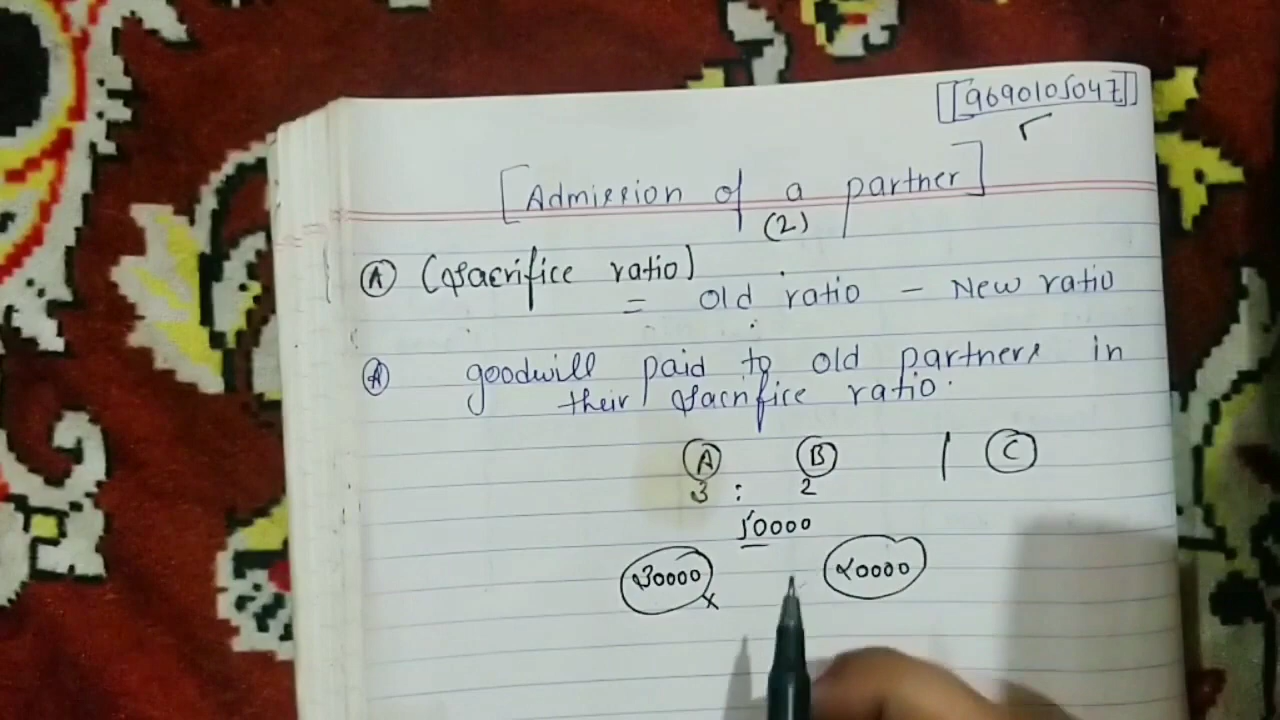 [[9690105047]]
[Admission of a partner]
(2)
(A) (Sacrifice ratio)
= old ratio - New ratio
(A) goodwill paid to old partners in
their sacrifice ratio.
(A) (B) | (C)
3 : 2
50000
30000 20000
x